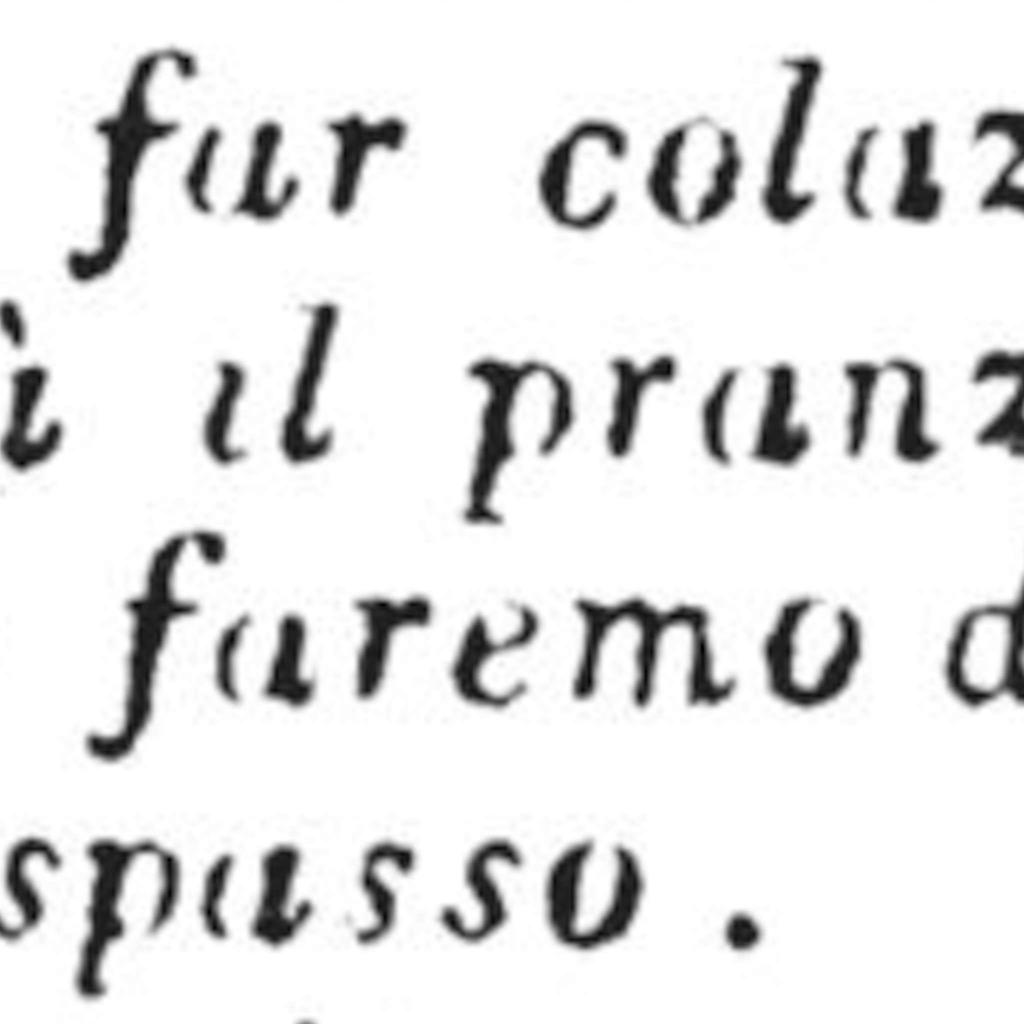 far colaz
ì il pranz
faremo d
spasso .